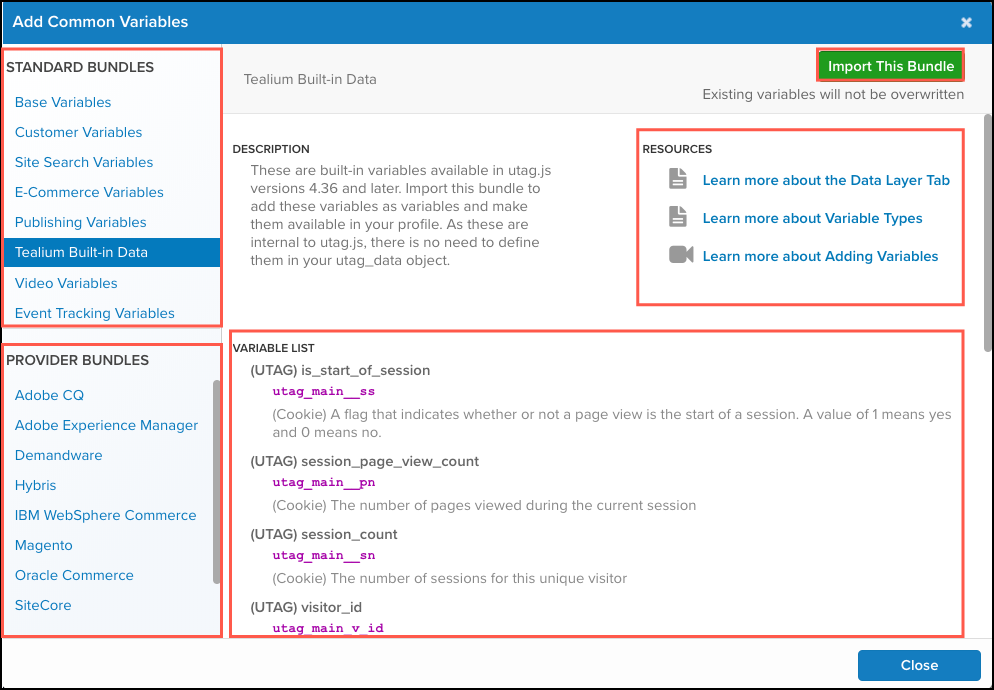 Add Common Variables
STANDARD BUNDLES
Base Variables
Customer Variables
Site Search Variables
E-Commerce Variables
Publishing Variables
Tealium Built-in Data
Video Variables
Event Tracking Variables
PROVIDER BUNDLES
Adobe CQ
Adobe Experience Manager
Demandware
Hybris
IBM WebSphere Commerce
Magento
Oracle Commerce
SiteCore
Tealium Built-in Data
Import This Bundle
Existing variables will not be overwritten
DESCRIPTION
These are built-in variables available in utag.js
versions 4.36 and later. Import this bundle to
add these variables as variables and make
them available in your profile. As these are
internal to utag.js, there is no need to define
them in your utag_data object.
RESOURCES
Learn more about the Data Layer Tab
Learn more about Variable Types
Learn more about Adding Variables
VARIABLE LIST
(UTAG) is_start_of_session
utag_main__ss
(Cookie) A flag that indicates whether or not a page view is the start of a session. A value of 1 means yes
and 0 means no.
(UTAG) session_page_view_count
utag_main__pn
(Cookie) The number of pages viewed during the current session
(UTAG) session_count
utag_main__sn
(Cookie) The number of sessions for this unique visitor
(UTAG) visitor_id
utag_main_v_id
Close